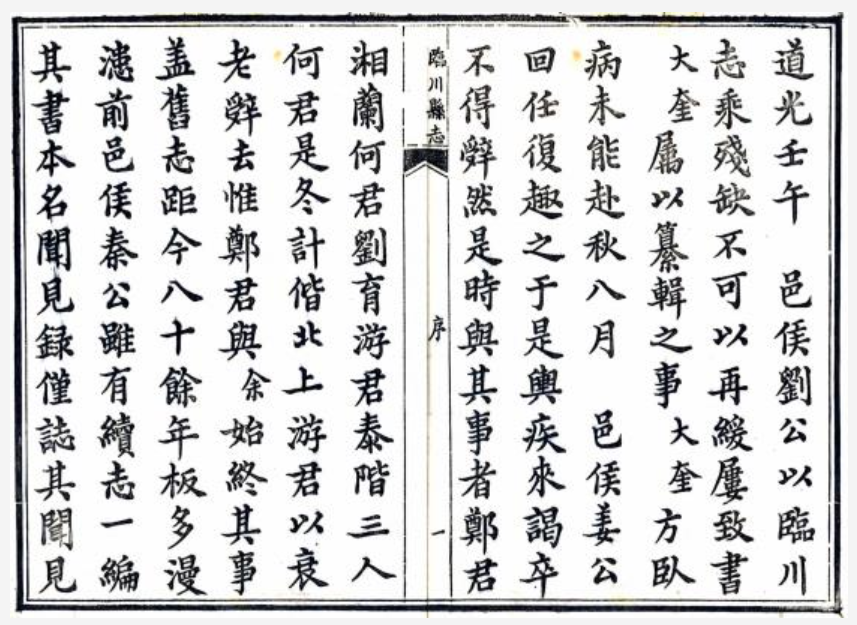 道光壬午　邑侯劉公以臨川
志乘殘缺不可以再緩屢致書
大奎屬以纂輯之事大奎方臥
病未能赴秋八月　邑侯姜公
回任復趣之于是輿疾來謁卒
不得辭然是時與其事者鄭君
臨川縣志
序
一
湘蘭何君劉育游君泰階三人
何君是冬計偕北上游君以衰
老辭去惟鄭君與余始終其事
盖舊志距今八十餘年板多漫
漶前邑侯秦公雖有續志一編
其書本名聞見録僅誌其聞見